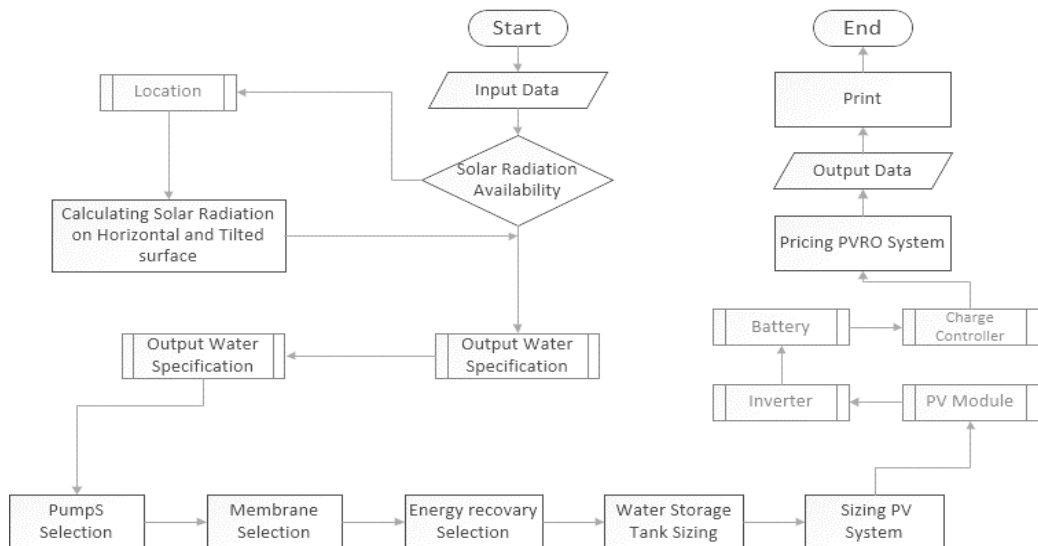 Start
Input Data
Solar Radiation
Availability
Location
Calculating Solar Radiation
on Horizontal and Tilted
surface
Output Water
Specification
Output Water
Specification
PumpS
Selection
Membrane
Selection
Energy recovary
Selection
Water Storage
Tank Sizing
Sizing PV
System
PV Module
Inverter
Battery
Charge
Controller
Pricing PVRO System
Output Data
Print
End